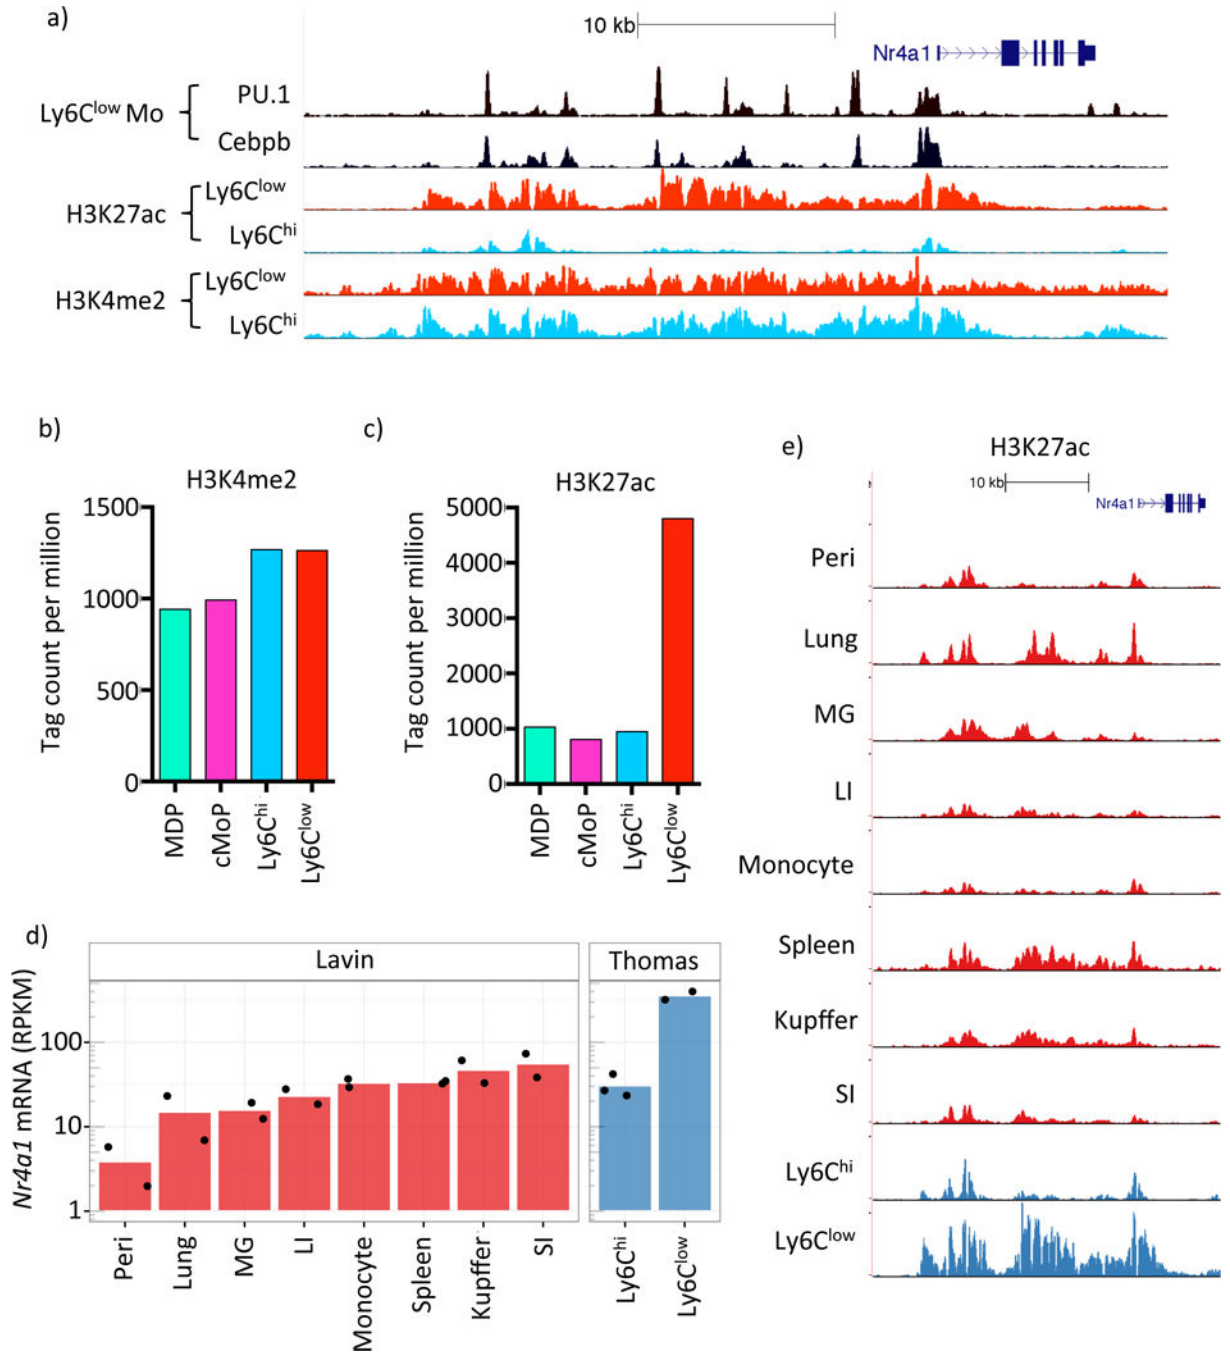 a)
10 kb
Nr4a1
Ly6Clow Mo
PU.1
Cebpb
H3K27ac
Ly6Clow
Ly6Chi
H3K4me2
Ly6Clow
Ly6Chi
b)
H3K4me2
Tag count per million
1500
1000
500
0
MDP
cMoP
Ly6Chi
Ly6Clow
c)
H3K27ac
Tag count per million
5000
4000
3000
2000
1000
0
MDP
cMoP
Ly6Chi
Ly6Clow
d)
Lavin
Thomas
Nr4a1 mRNA (RPKM)
100
10
1
Peri
Lung
MG
LI
Monocyte
Spleen
Kupffer
SI
Ly6Chi
Ly6Clow
e)
H3K27ac
10 kb
Nr4a1
Peri
Lung
MG
LI
Monocyte
Spleen
Kupffer
SI
Ly6Chi
Ly6Clow